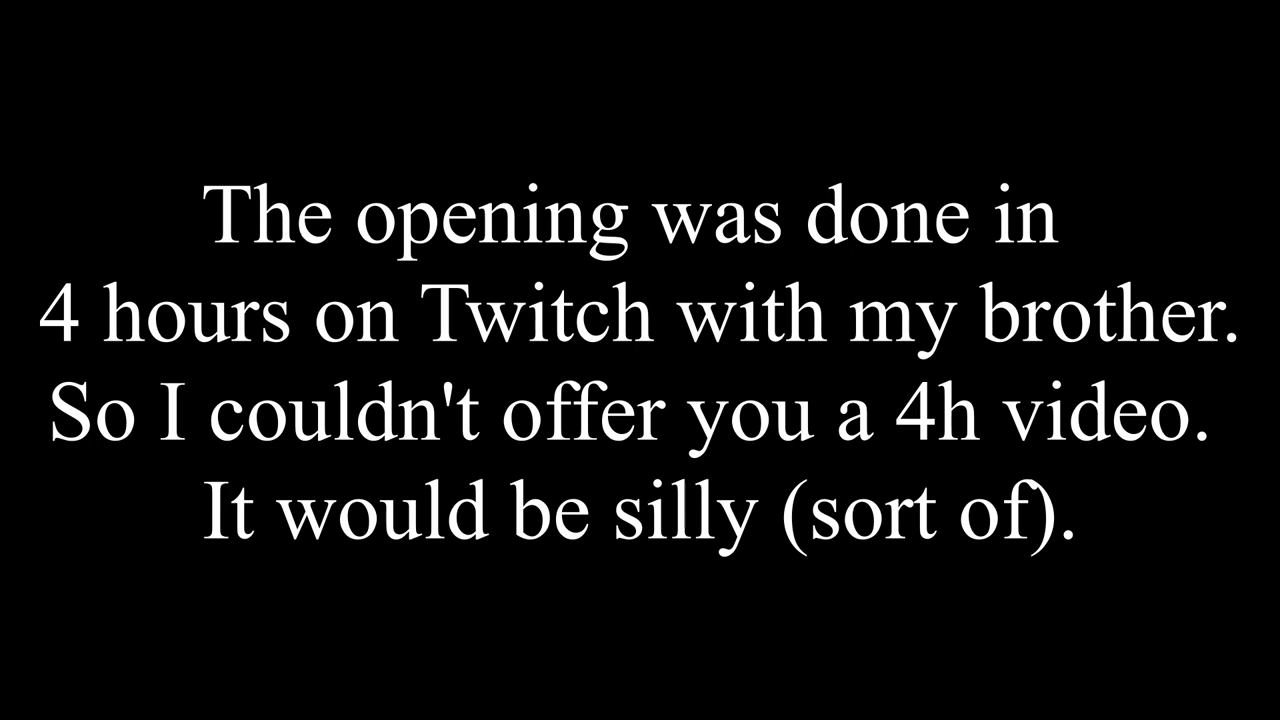 The opening was done in
4 hours on Twitch with my brother.
So I couldn't offer you a 4h video.
It would be silly (sort of).